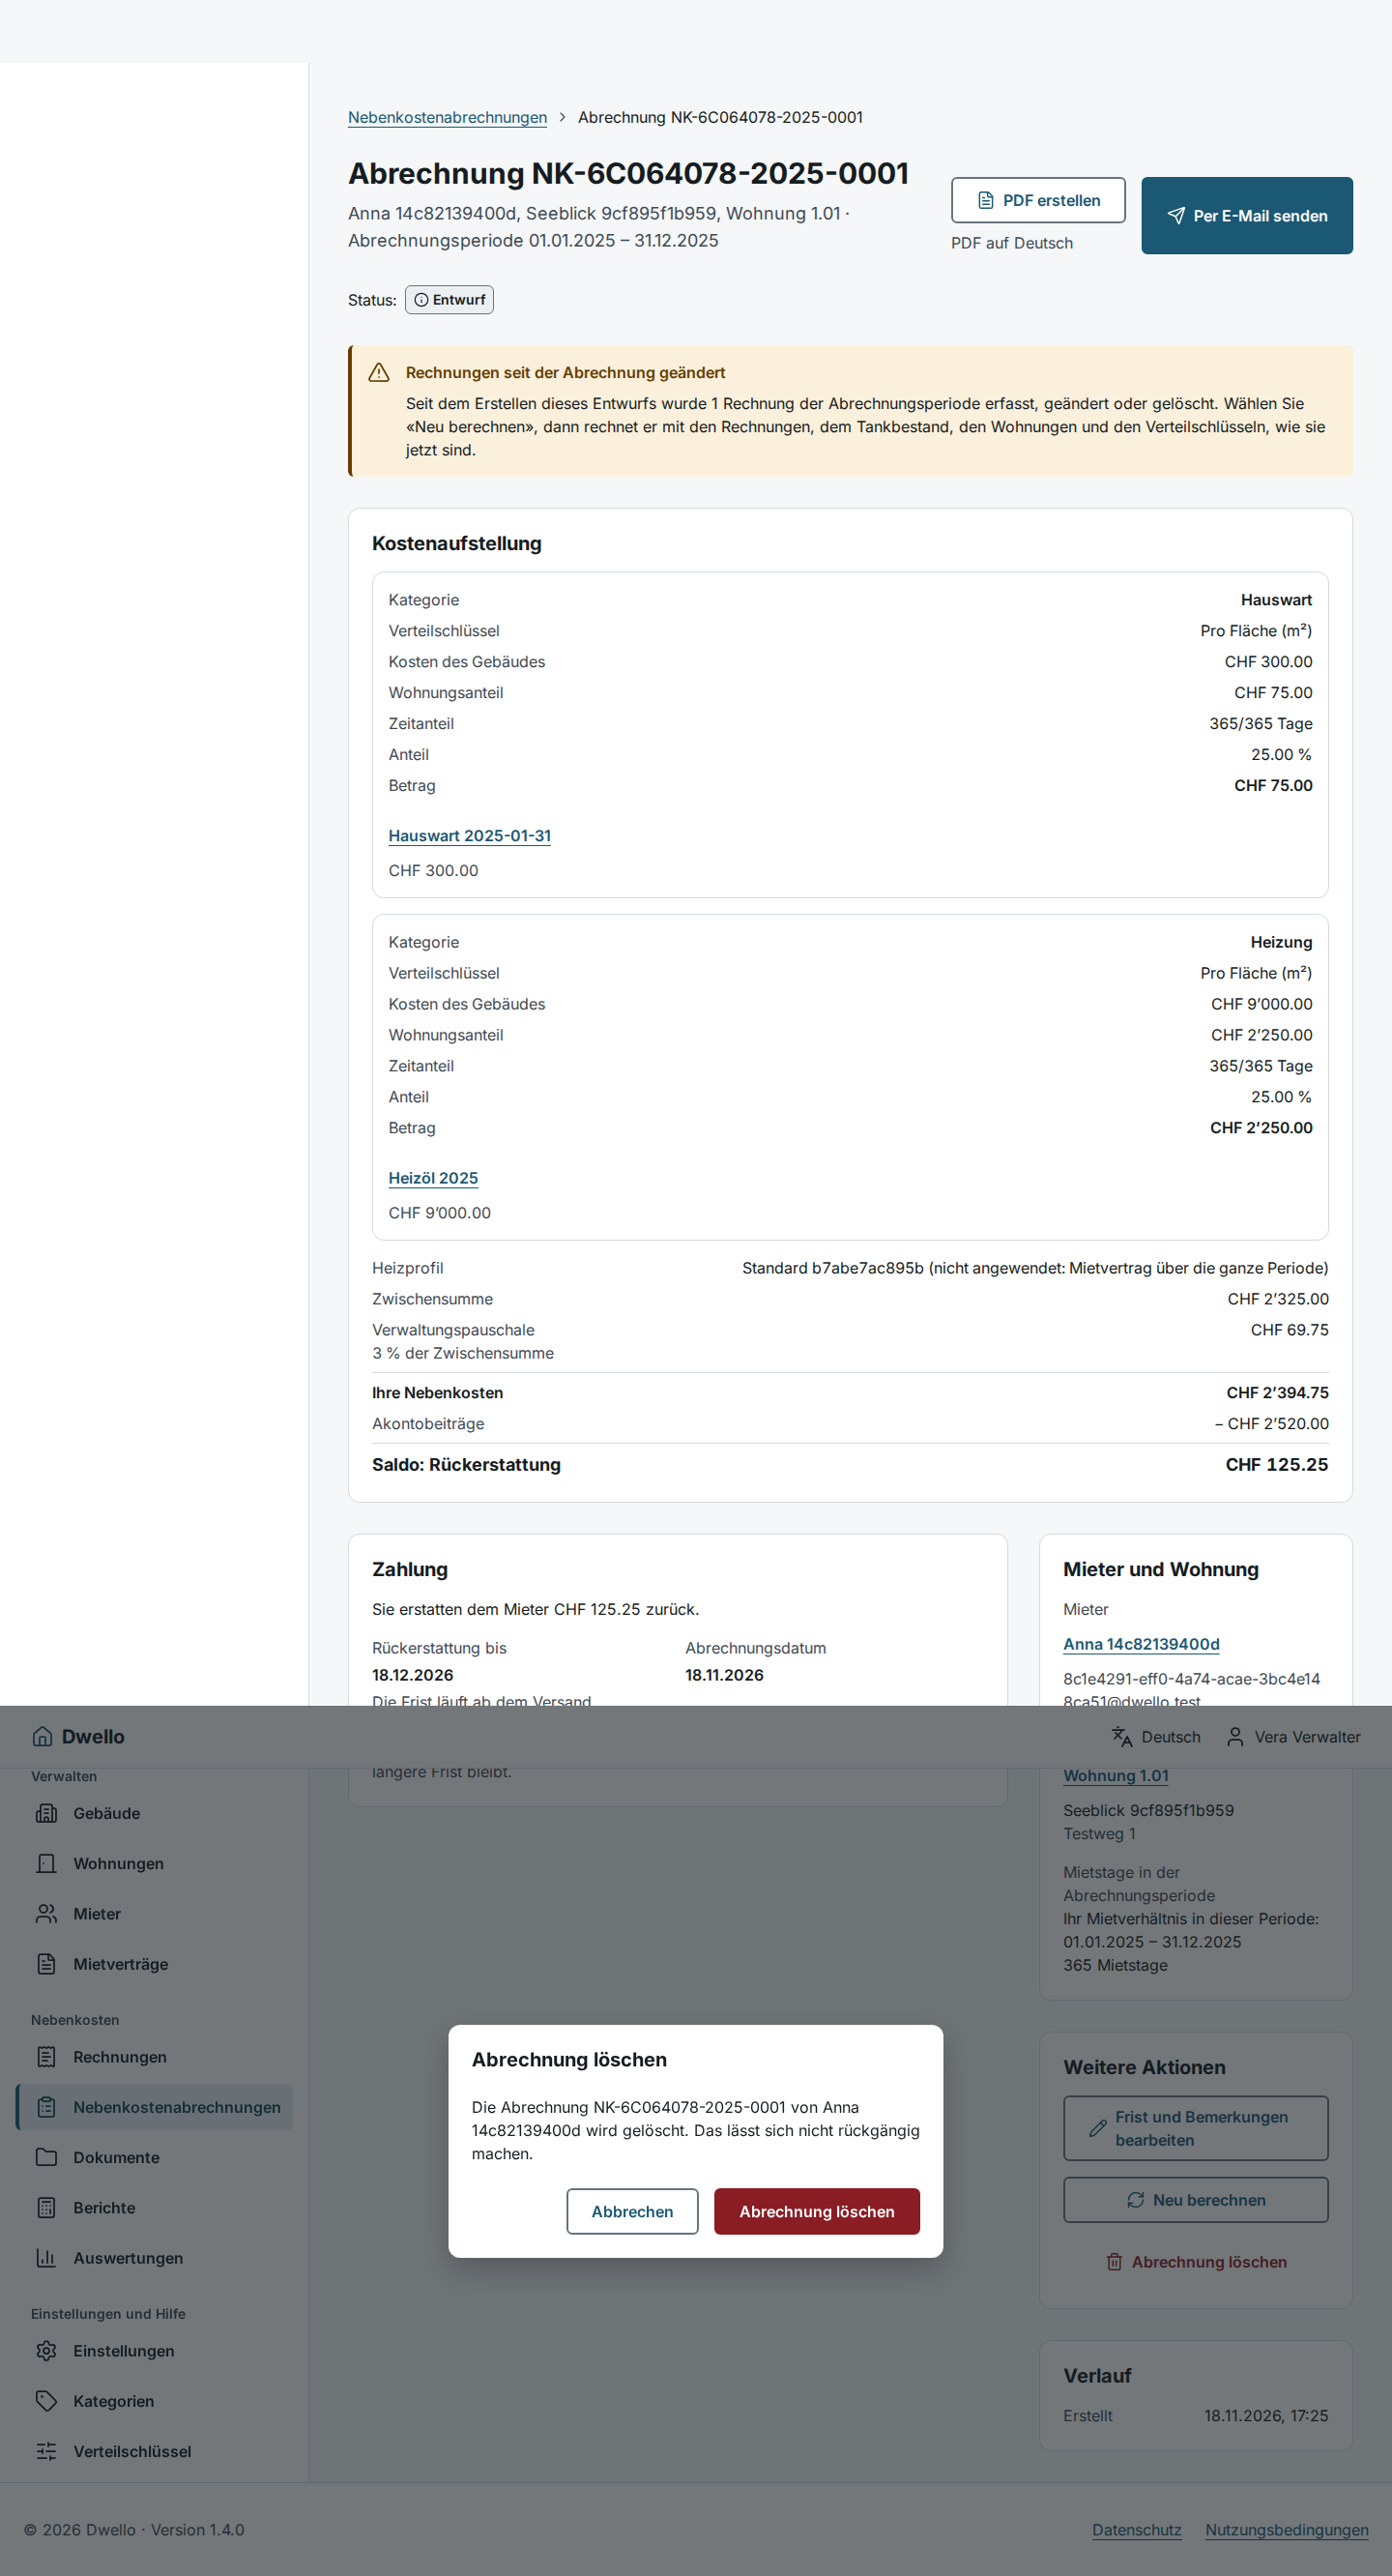 Nebenkostenabrechnungen > Abrechnung NK-6C064078-2025-0001
Abrechnung NK-6C064078-2025-0001
Anna 14c82139400d, Seeblick 9cf895f1b959, Wohnung 1.01 ·
Abrechnungsperiode 01.01.2025 – 31.12.2025
PDF erstellen
PDF auf Deutsch
Per E-Mail senden
Status: Entwurf
Rechnungen seit der Abrechnung geändert
Seit dem Erstellen dieses Entwurfs wurde 1 Rechnung der Abrechnungsperiode erfasst, geändert oder gelöscht. Wählen Sie
«Neu berechnen», dann rechnet er mit den Rechnungen, dem Tankbestand, den Wohnungen und den Verteilschlüsseln, wie sie
jetzt sind.
Kostenaufstellung
Kategorie Hauswart
Verteilschlüssel Pro Fläche (m²)
Kosten des Gebäudes CHF 300.00
Wohnungsanteil CHF 75.00
Zeitanteil 365/365 Tage
Anteil 25.00 %
Betrag CHF 75.00
Hauswart 2025-01-31
CHF 300.00
Kategorie Heizung
Verteilschlüssel Pro Fläche (m²)
Kosten des Gebäudes CHF 9’000.00
Wohnungsanteil CHF 2’250.00
Zeitanteil 365/365 Tage
Anteil 25.00 %
Betrag CHF 2’250.00
Heizöl 2025
CHF 9’000.00
Heizprofil Standard b7abe7ac895b (nicht angewendet: Mietvertrag über die ganze Periode)
Zwischensumme CHF 2’325.00
Verwaltungspauschale CHF 69.75
3 % der Zwischensumme
Ihre Nebenkosten CHF 2’394.75
Akontobeiträge – CHF 2’520.00
Saldo: Rückerstattung CHF 125.25
Zahlung
Sie erstatten dem Mieter CHF 125.25 zurück.
Rückerstattung bis Abrechnungsdatum
18.12.2026 18.11.2026
Die Frist läuft ab dem Versand
längere Frist bleibt.
Mieter und Wohnung
Mieter
Anna 14c82139400d
8c1e4291-eff0-4a74-acae-3bc4e14
8ca51@dwello.test
Dwello
Deutsch
Vera Verwalter
Wohnung 1.01
Seeblick 9cf895f1b959
Testweg 1
Mietstage in der
Abrechnungsperiode
Ihr Mietverhältnis in dieser Periode:
01.01.2025 – 31.12.2025
365 Mietstage
Verwalten
Gebäude
Wohnungen
Mieter
Mietverträge
Nebenkosten
Rechnungen
Nebenkostenabrechnungen
Dokumente
Berichte
Auswertungen
Einstellungen und Hilfe
Einstellungen
Kategorien
Verteilschlüssel
Abrechnung löschen
Die Abrechnung NK-6C064078-2025-0001 von Anna
14c82139400d wird gelöscht. Das lässt sich nicht rückgängig
machen.
Abbrechen
Abrechnung löschen
Weitere Aktionen
Frist und Bemerkungen
bearbeiten
Neu berechnen
Abrechnung löschen
Verlauf
Erstellt 18.11.2026, 17:25
© 2026 Dwello · Version 1.4.0
Datenschutz
Nutzungsbedingungen